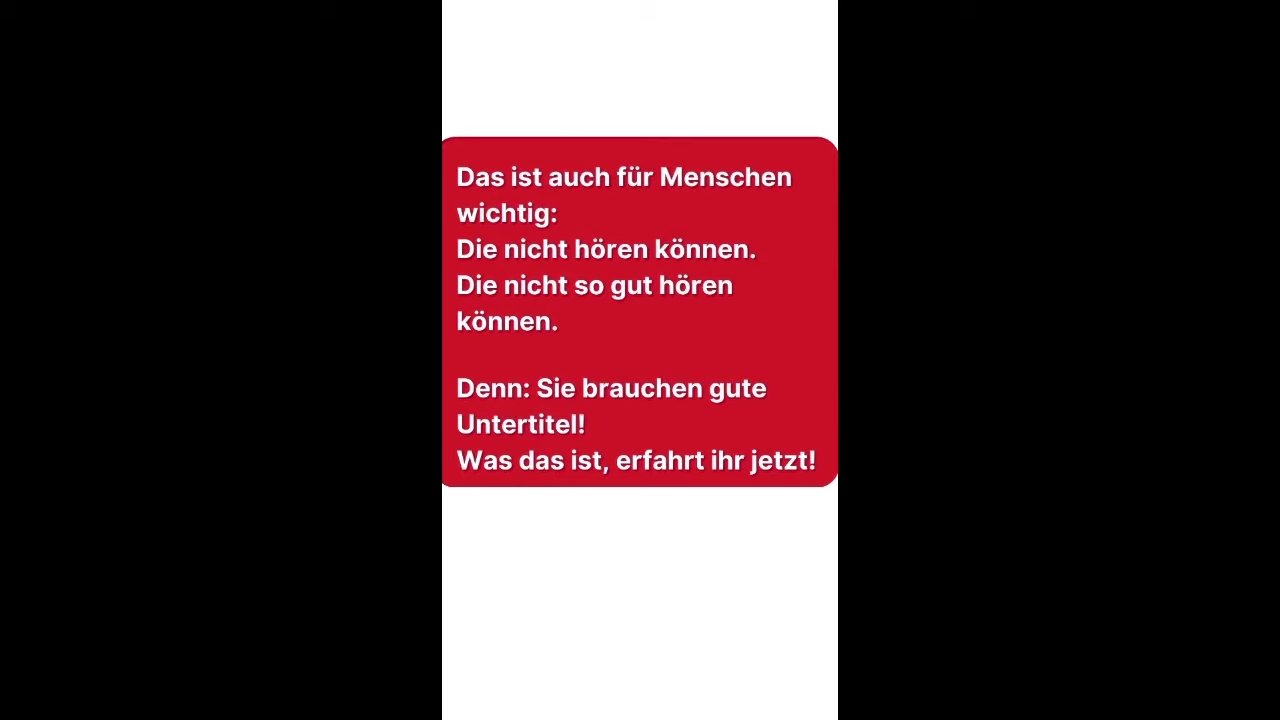 Das ist auch für Menschen
wichtig:
Die nicht hören können.
Die nicht so gut hören
können.
Denn: Sie brauchen gute
Untertitel!
Was das ist, erfahrt ihr jetzt!